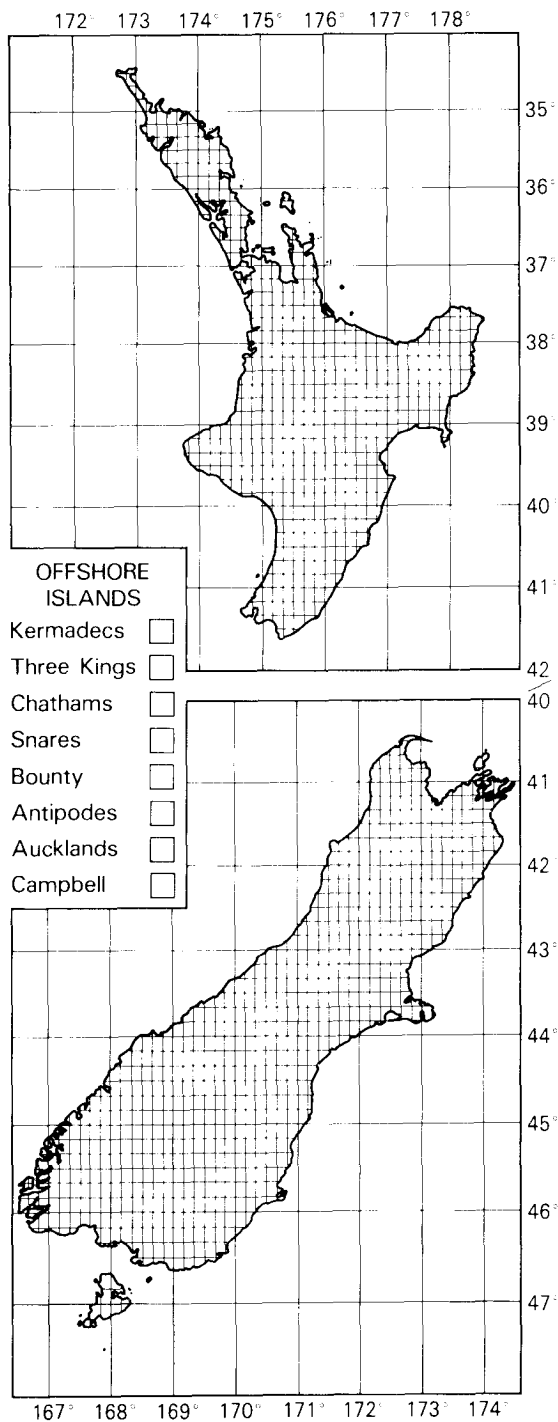 172° 173° 174° 175° 176° 177° 178°
35°
36°
37°
38°
39°
40
41°
42
OFFSHORE
ISLANDS
Kermadecs
Three Kings
Chathams
Snares
Bounty
Antipodes
Aucklands
Campbell
40
41°
42°
43°
44°
45°
46°
47°
167° 168° 169° 170° 171° 172° 173° 174°